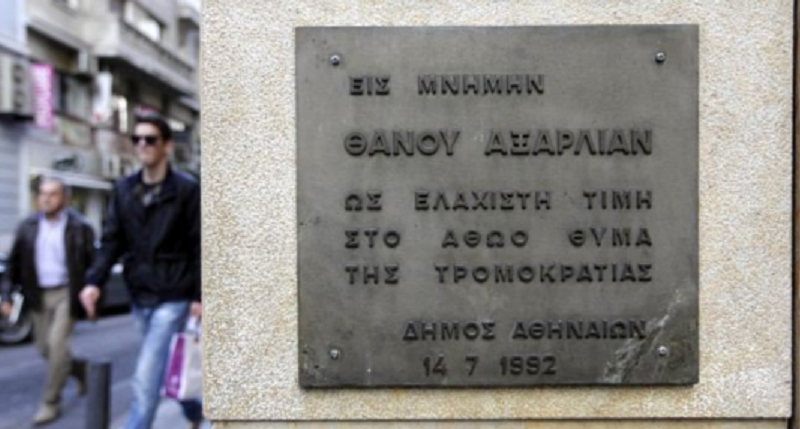 ΕΙΣ ΜΝΗΜΗΝ
ΘΑΝΟΥ ΑΞΑΡΛΙΑΝ
ΩΣ ΕΛΑΧΙΣΤΗ ΤΙΜΗ
ΣΤΟ ΑΘΩΟ ΘΥΜΑ
ΤΗΣ ΤΡΟΜΟΚΡΑΤΙΑΣ
ΔΗΜΟΣ ΑΘΗΝΑΙΩΝ
14 7 1992